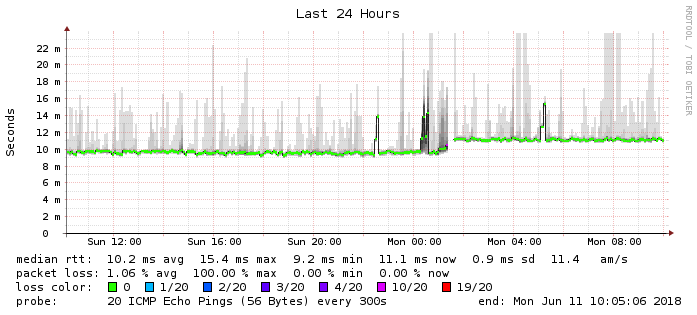 Last 24 Hours
RRDTOOL / TOBI OETIKER
Seconds
22 m
20 m
18 m
16 m
14 m
12 m
10 m
8 m
6 m
4 m
2 m
0
Sun 12:00 Sun 16:00 Sun 20:00 Mon 00:00 Mon 04:00 Mon 08:00
median rtt: 10.2 ms avg 15.4 ms max 9.2 ms min 11.1 ms now 0.9 ms sd 11.4 am/s
packet loss: 1.06 % avg 100.00 % max 0.00 % min 0.00 % now
loss color: 0 1/20 2/20 3/20 4/20 10/20 19/20
probe: 20 ICMP Echo Pings (56 Bytes) every 300s end: Mon Jun 11 10:05:06 2018